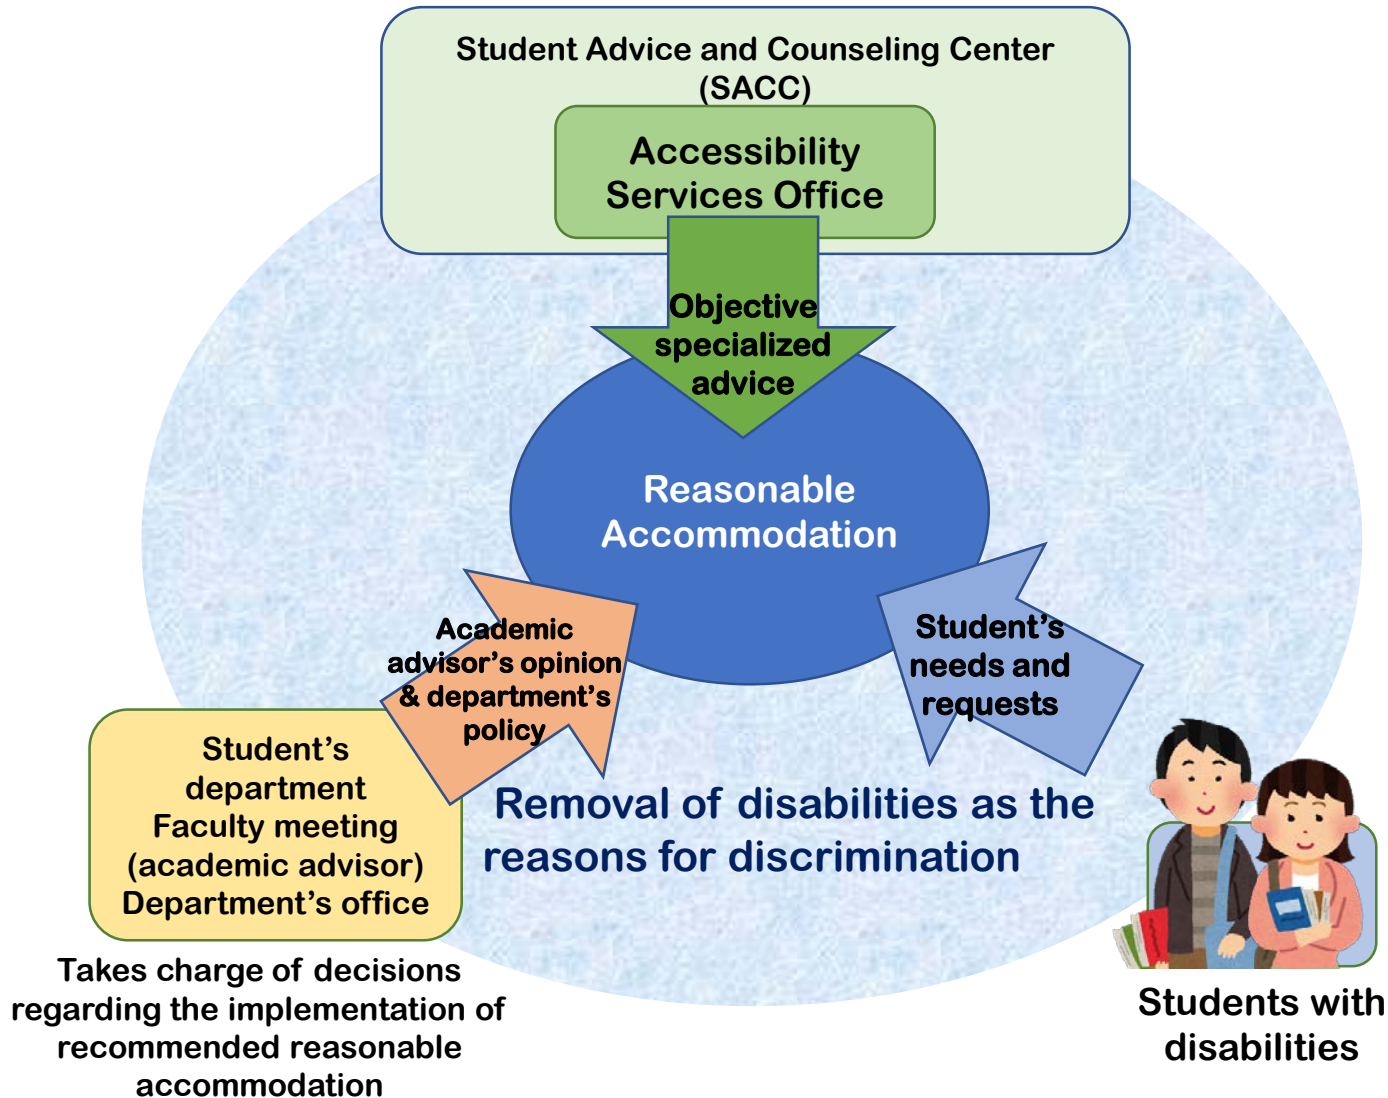 Student Advice and Counseling Center
(SACC)
Accessibility
Services Office
Objective
specialized
advice
Reasonable
Accommodation
Academic
advisor’s opinion
& department’s
policy
Student’s
needs and
requests
Removal of disabilities as the
reasons for discrimination
Student’s
department
Faculty meeting
(academic advisor)
Department’s office
Takes charge of decisions
regarding the implementation of
recommended reasonable
accommodation
Students with
disabilities